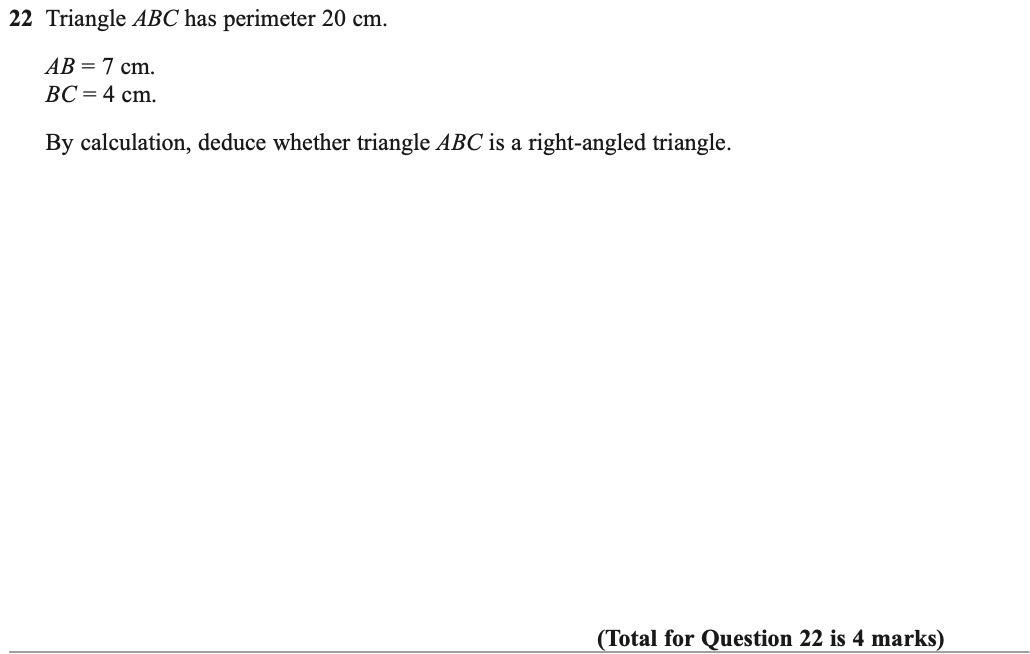 22 Triangle ABC has perimeter 20 cm.
AB = 7 cm.
BC = 4 cm.
By calculation, deduce whether triangle ABC is a right-angled triangle.
(Total for Question 22 is 4 marks)